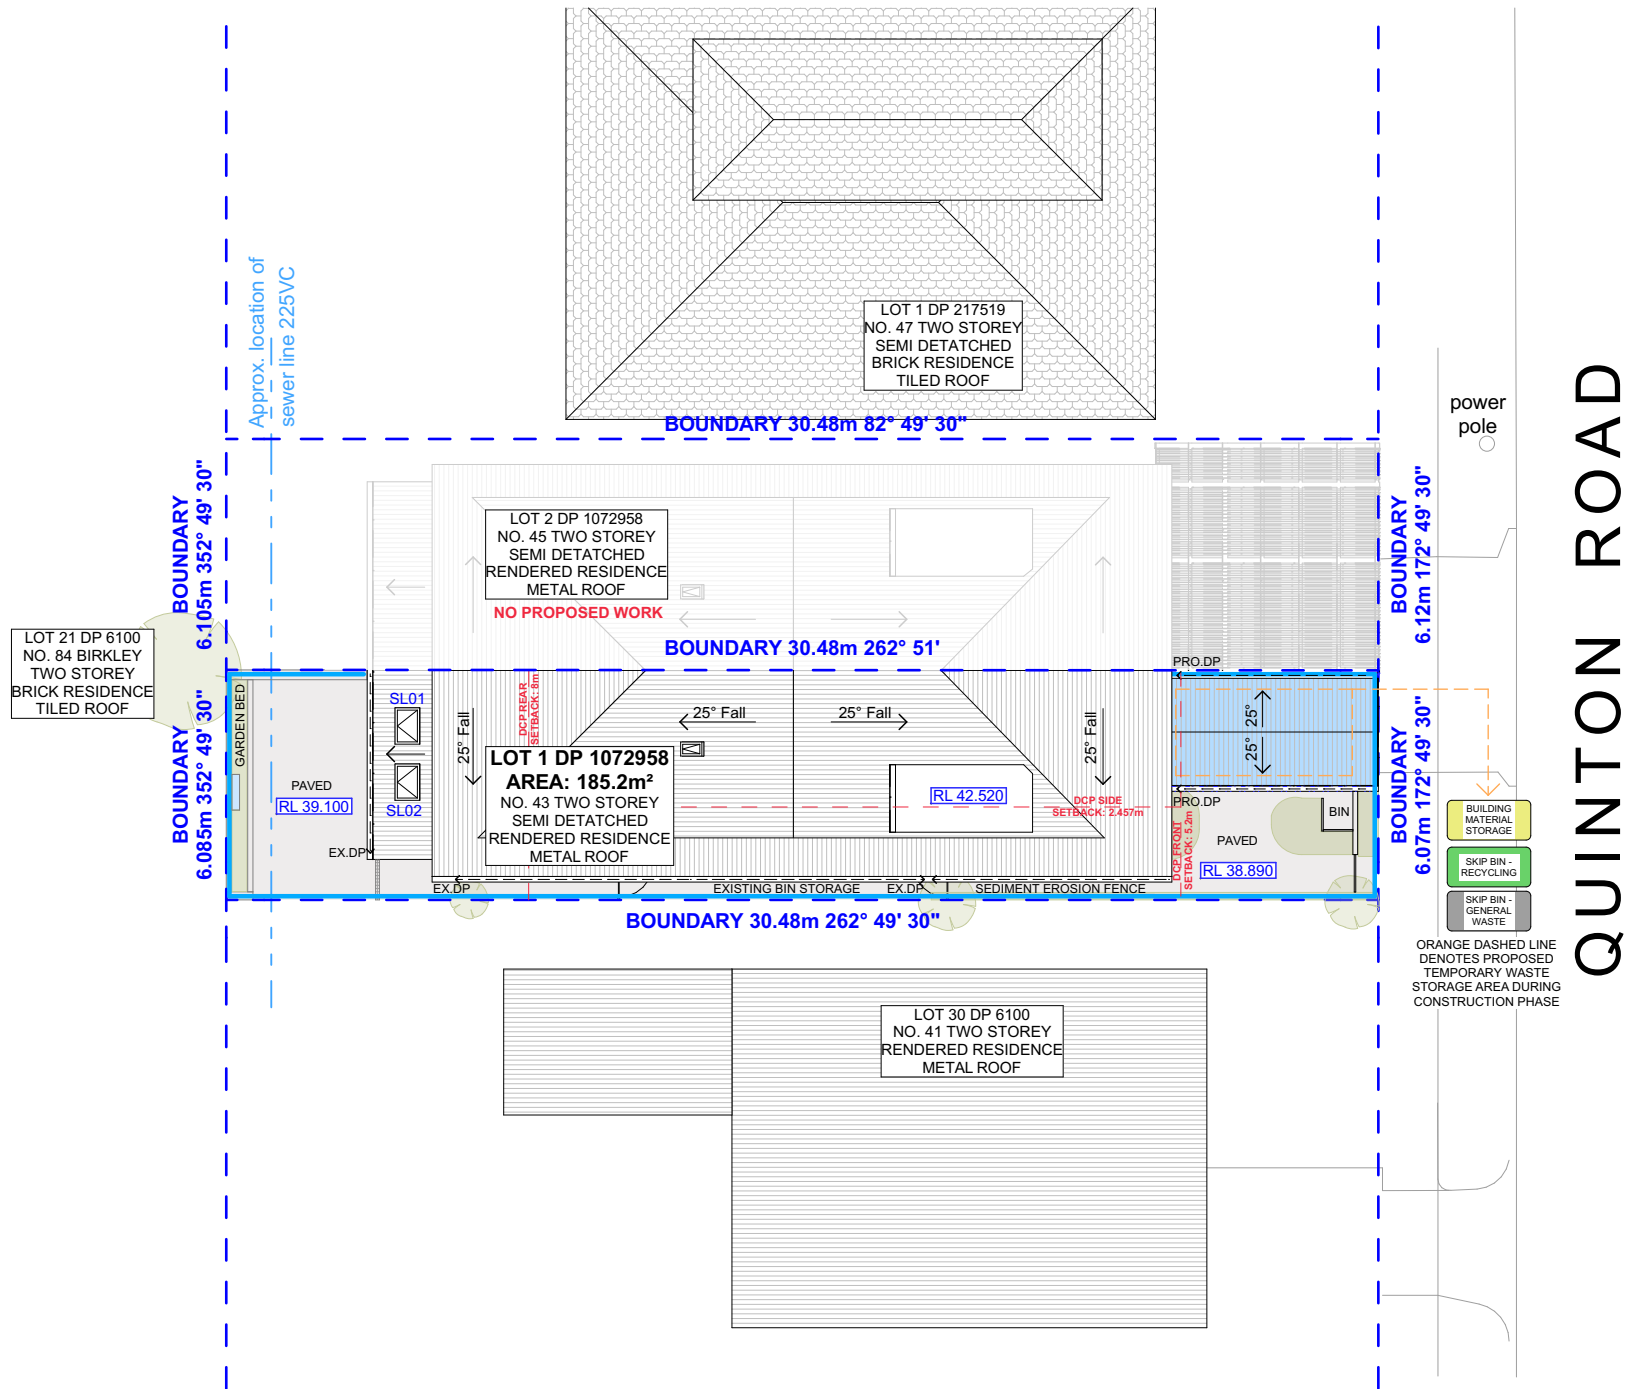 LOT 1 DP 217519
NO. 47 TWO STOREY
SEMI DETATCHED
BRICK RESIDENCE
TILED ROOF
Approx. location of
sewer line 225VC
BOUNDARY 30.48m 82° 49' 30"
power
pole
QUINTON ROAD
BOUNDARY
6.105m 352° 49' 30"
LOT 2 DP 1072958
NO. 45 TWO STOREY
SEMI DETATCHED
RENDERED RESIDENCE
METAL ROOF
NO PROPOSED WORK
BOUNDARY
6.12m 172° 49' 30"
BOUNDARY 30.48m 262° 51'
LOT 21 DP 6100
NO. 84 BIRKLEY
TWO STOREY
BRICK RESIDENCE
TILED ROOF
BOUNDARY
6.085m 352° 49' 30"
GARDEN BED
PAVED
RL 39.100
SL01
SL02
EX.DP
25° Fall
DCP REAR
SETBACK: 8m
25° Fall
25° Fall
25° Fall
LOT 1 DP 1072958
AREA: 185.2m²
NO. 43 TWO STOREY
SEMI DETATCHED
RENDERED RESIDENCE
METAL ROOF
RL 42.520
DCP SIDE
SETBACK: 2.457m
PRO.DP
25°
25°
PRO.DP
BIN
PAVED
RL 38.890
DCP FRONT
SETBACK: 5.2m
BOUNDARY
6.07m 172° 49' 30"
BUILDING
MATERIAL
STORAGE
SKIP BIN -
RECYCLING
SKIP BIN -
GENERAL
WASTE
ORANGE DASHED LINE
DENOTES PROPOSED
TEMPORARY WASTE
STORAGE AREA DURING
CONSTRUCTION PHASE
EX.DP
EXISTING BIN STORAGE
EX.DP
SEDIMENT EROSION FENCE
BOUNDARY 30.48m 262° 49' 30"
LOT 30 DP 6100
NO. 41 TWO STOREY
RENDERED RESIDENCE
METAL ROOF